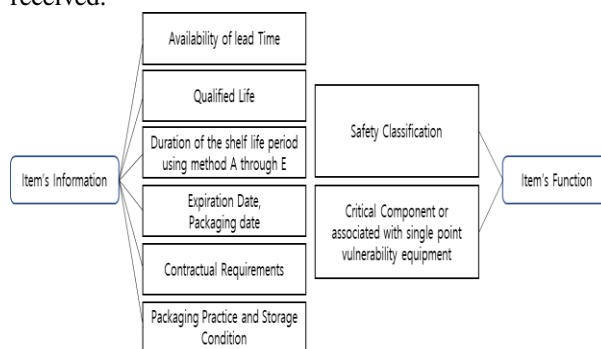 received.
Availability of lead Time
Qualified Life
Duration of the shelf life period
using method A through E
Expiration Date,
Packaging date
Contractual Requirements
Packaging Practice and Storage
Condition
Item's Information
Safety Classification
Critical Component or
associated with single point
vulnerability equipment
Item's Function